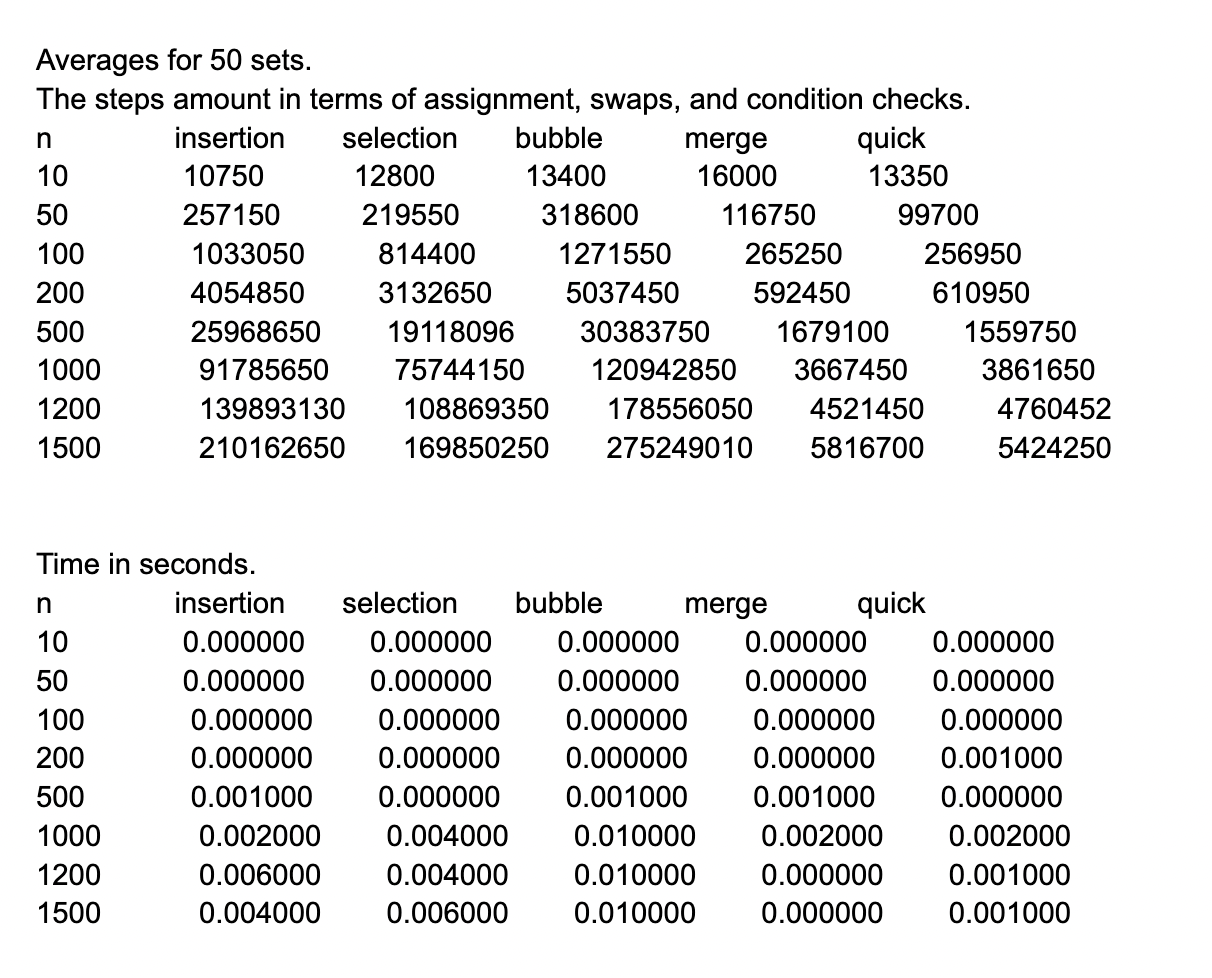 Averages for 50 sets.
The steps amount in terms of assignment, swaps, and condition checks.
n insertion selection bubble merge quick
10 10750 12800 13400 16000 13350
50 257150 219550 318600 116750 99700
100 1033050 814400 1271550 265250 256950
200 4054850 3132650 5037450 592450 610950
500 25968650 19118096 30383750 1679100 1559750
1000 91785650 75744150 120942850 3667450 3861650
1200 139893130 108869350 178556050 4521450 4760452
1500 210162650 169850250 275249010 5816700 5424250
Time in seconds.
n insertion selection bubble merge quick
10 0.000000 0.000000 0.000000 0.000000 0.000000
50 0.000000 0.000000 0.000000 0.000000 0.000000
100 0.000000 0.000000 0.000000 0.000000 0.000000
200 0.000000 0.000000 0.000000 0.000000 0.001000
500 0.001000 0.000000 0.001000 0.001000 0.000000
1000 0.002000 0.004000 0.010000 0.002000 0.002000
1200 0.006000 0.004000 0.010000 0.000000 0.001000
1500 0.004000 0.006000 0.010000 0.000000 0.001000